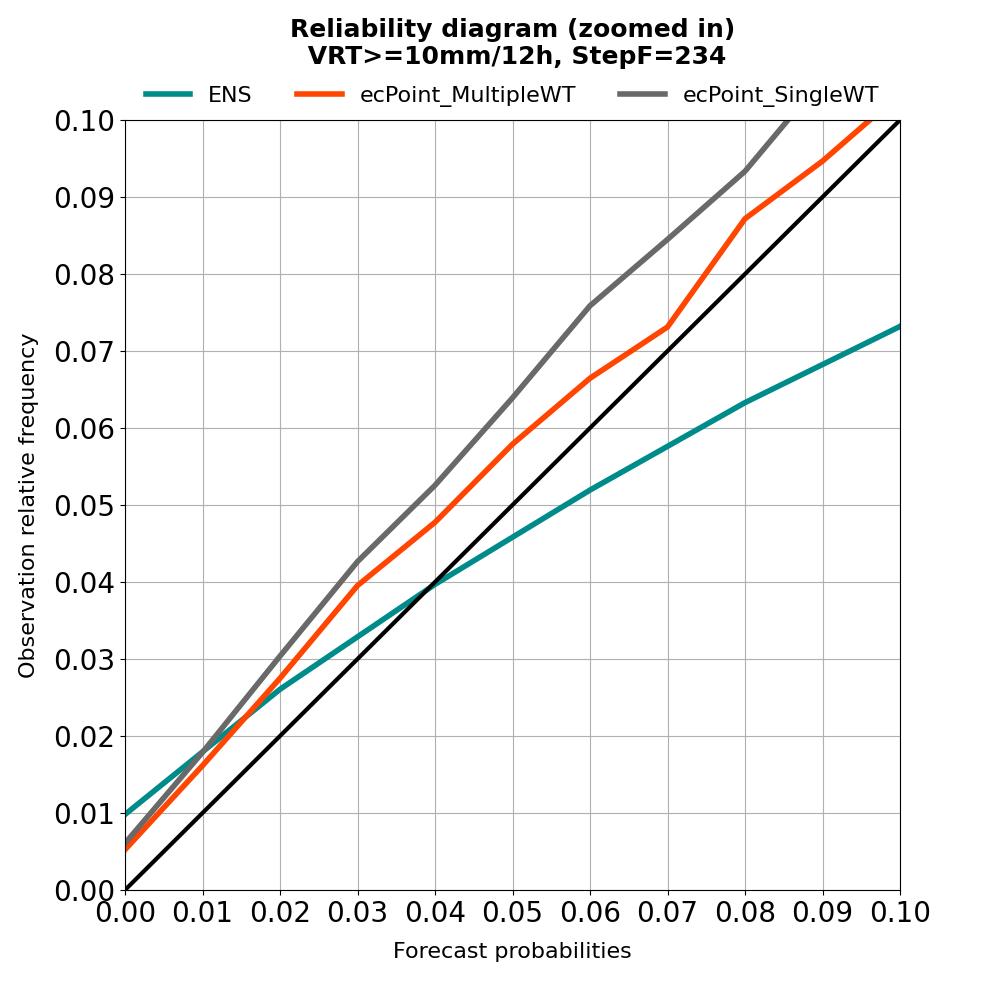 Reliability diagram (zoomed in)
VRT>=10mm/12h, StepF=234
ENS ecPoint_MultipleWT ecPoint_SingleWT
0.10
0.09
0.08
0.07
0.06
0.05
0.04
0.03
0.02
0.01
0.00
Observation relative frequency
0.00 0.01 0.02 0.03 0.04 0.05 0.06 0.07 0.08 0.09 0.10
Forecast probabilities